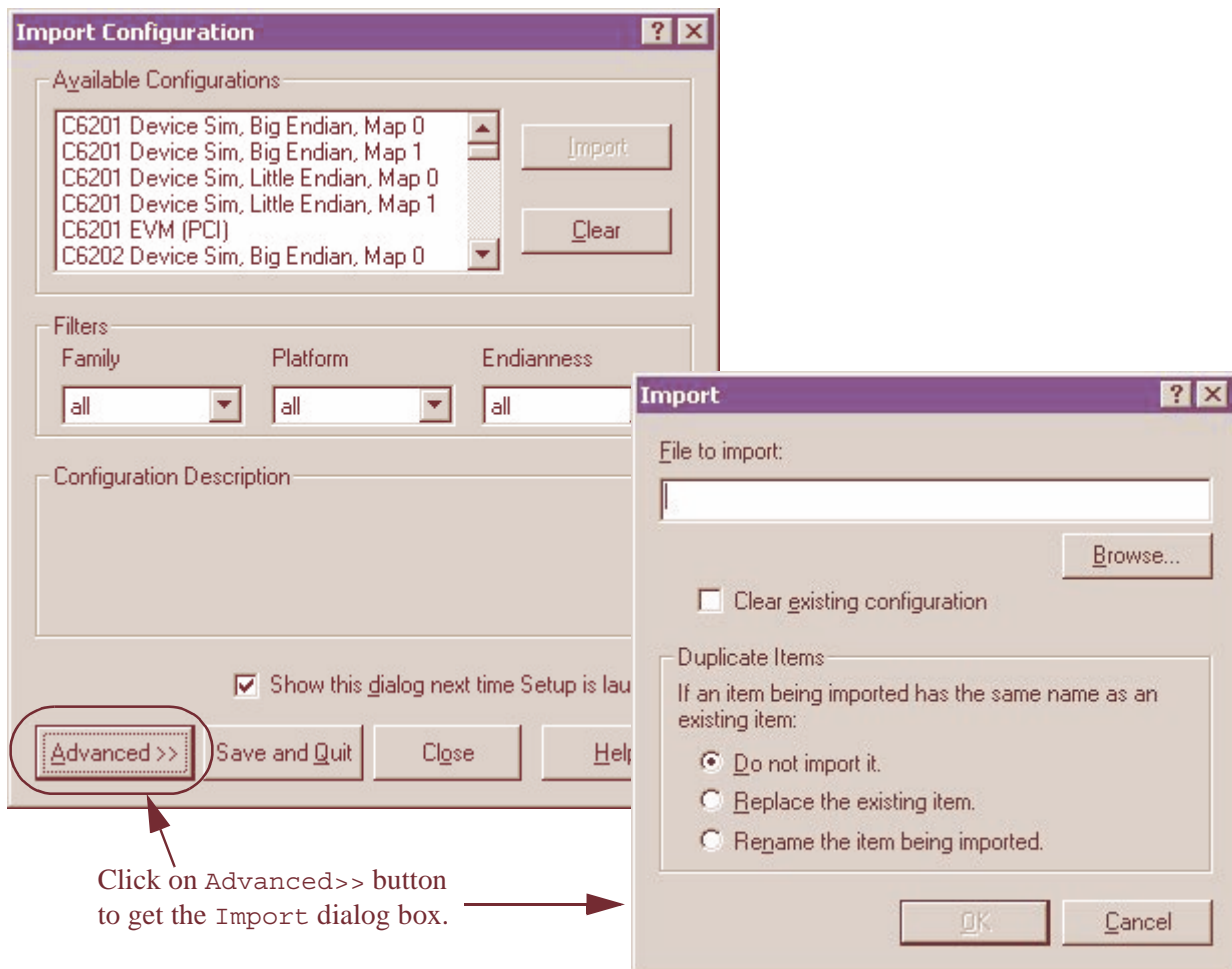 Import Configuration
Available Configurations
C6201 Device Sim, Big Endian, Map 0
C6201 Device Sim, Big Endian, Map 1
C6201 Device Sim, Little Endian, Map 0
C6201 Device Sim, Little Endian, Map 1
C6201 EVM (PCI)
C6202 Device Sim, Big Endian, Map 0
Import
Clear
Filters
Family
Platform
Endianness
all
all
all
Configuration Description
Show this dialog next time Setup is lau
Advanced >>
Save and Quit
Close
Help
Click on Advanced>> button
to get the Import dialog box.
Import
File to import:
Browse...
Clear existing configuration
Duplicate Items
If an item being imported has the same name as an
existing item:
Do not import it.
Replace the existing item.
Rename the item being imported.
OK
Cancel